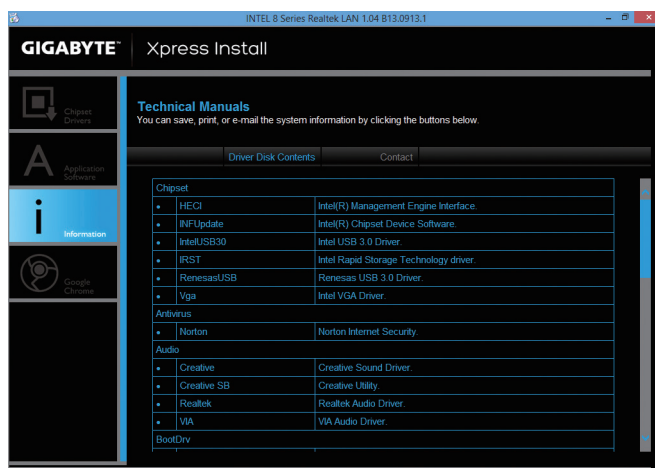 INTEL 8 Series Realtek LAN 1.04 B13.0913.1
GIGABYTE™ Xpress Install
Chipset
Drivers
Application
Software
Information
Google
Chrome
Technical Manuals
You can save, print, or e-mail the system information by clicking the buttons below.
Driver Disk Contents Contact
Chipset
• HECI Intel(R) Management Engine Interface.
• INFUpdate Intel(R) Chipset Device Software.
• IntelUSB30 Intel USB 3.0 Driver.
• IRST Intel Rapid Storage Technology driver.
• RenesasUSB Renesas USB 3.0 Driver.
• Vga Intel VGA Driver.
Antivirus
• Norton Norton Internet Security.
Audio
• Creative Creative Sound Driver.
• Creative SB Creative Utility.
• Realtek Realtek Audio Driver.
• VIA VIA Audio Driver.
BootDrv